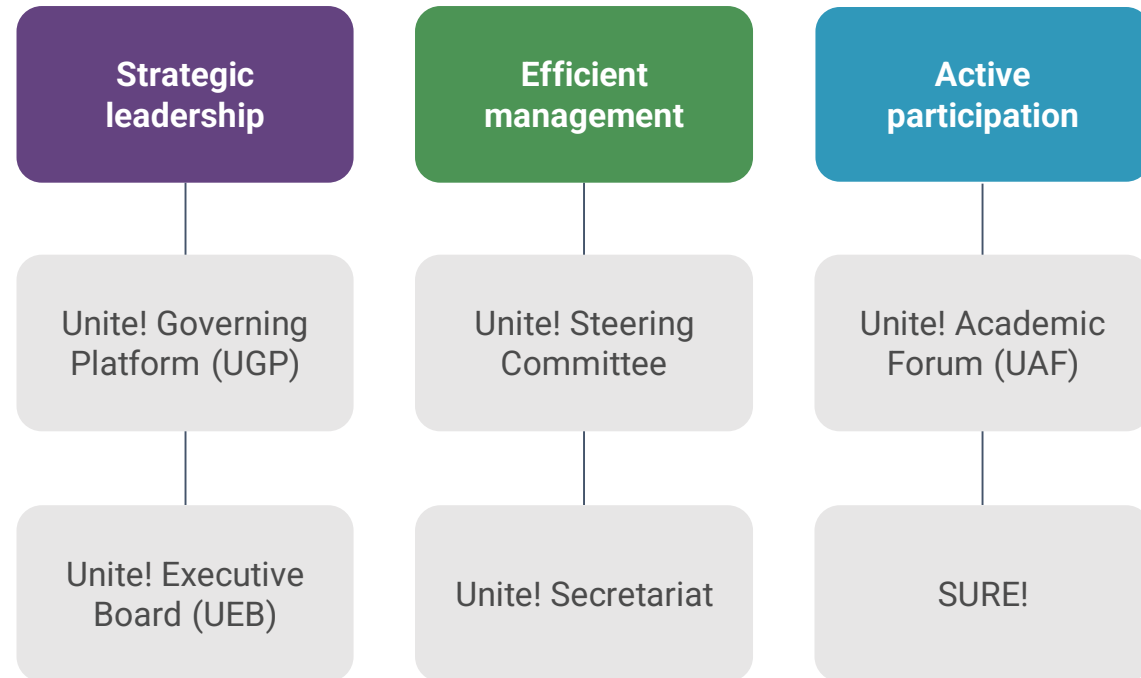 Strategic
leadership
Efficient
management
Active
participation
Unite! Governing
Platform (UGP)
Unite! Steering
Committee
Unite! Academic
Forum (UAF)
Unite! Executive
Board (UEB)
Unite! Secretariat
SURE!